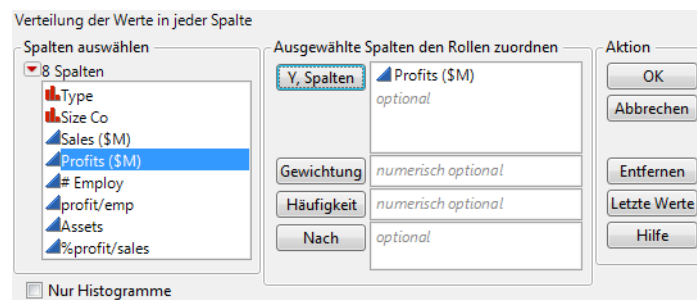 Verteilung der Werte in jeder Spalte
Spalten auswählen
8 Spalten
Type
Size Co
Sales ($M)
Profits ($M)
# Employ
profit/emp
Assets
%profit/sales
Nur Histogramme
Ausgewählte Spalten den Rollen zuordnen
Y, Spalten
Profits ($M)
optional
Gewichtung
numerisch optional
Häufigkeit
numerisch optional
Nach
optional
Aktion
OK
Abbrechen
Entfernen
Letzte Werte
Hilfe